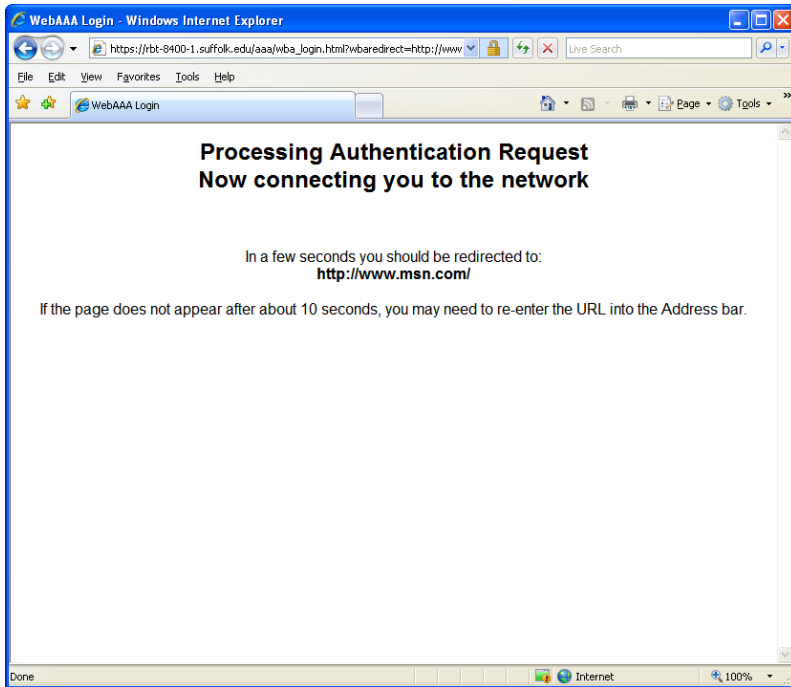 WebAAA Login - Windows Internet Explorer
https://rbt-8400-1.suffolk.edu/aaa/wba_login.html?wbaredirect=http://www
Live Search
File Edit View Favorites Tools Help
WebAAA Login
Page Tools
Processing Authentication Request
Now connecting you to the network
In a few seconds you should be redirected to:
http://www.msn.com/
If the page does not appear after about 10 seconds, you may need to re-enter the URL into the Address bar.
Done
Internet
100%